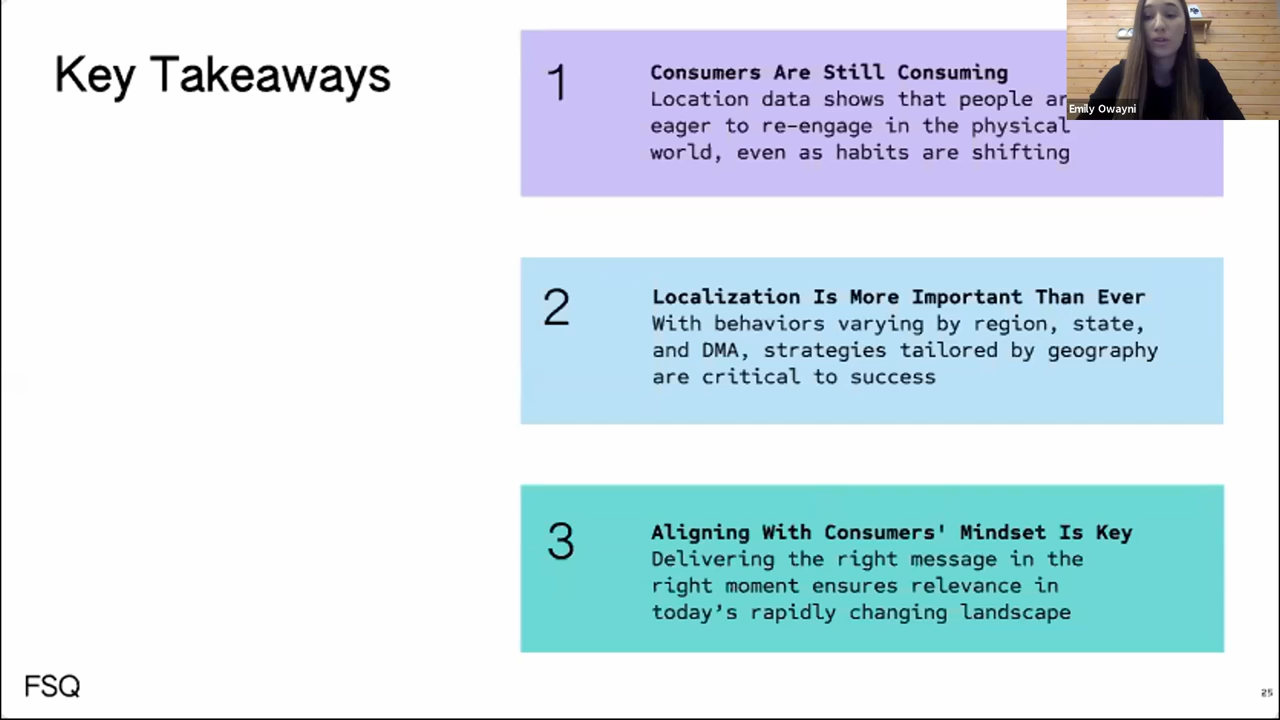 Key Takeaways
1
Consumers Are Still Consuming
Location data shows that people ar
eager to re-engage in the physical
world, even as habits are shifting
Emily Owayni
2
Localization Is More Important Than Ever
With behaviors varying by region, state,
and DMA, strategies tailored by geography
are critical to success
3
Aligning With Consumers' Mindset Is Key
Delivering the right message in the
right moment ensures relevance in
today’s rapidly changing landscape
FSQ
25